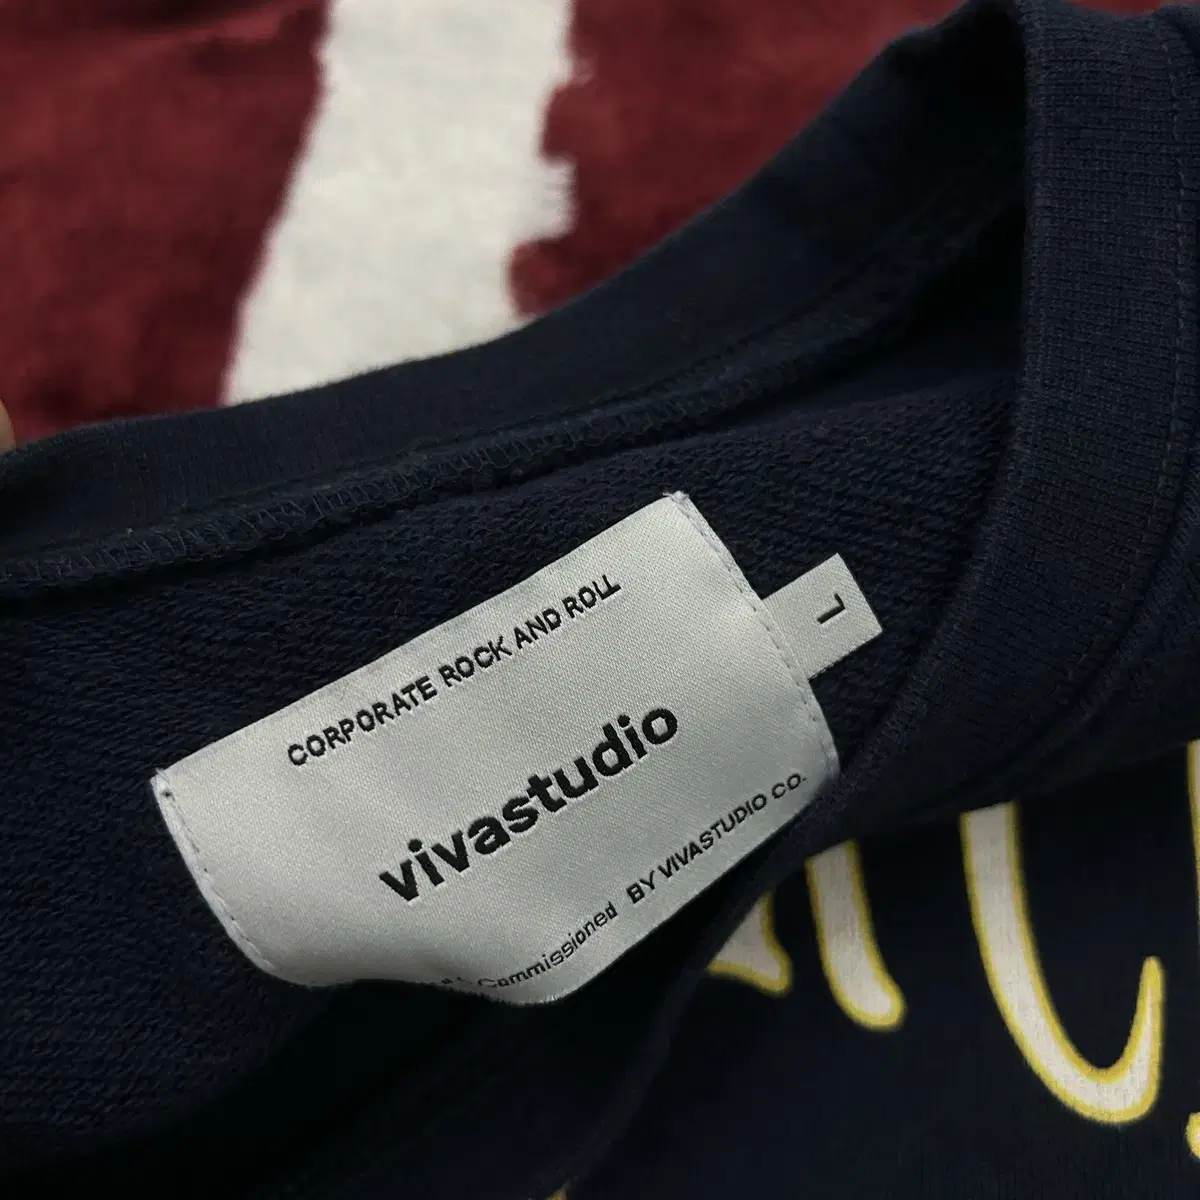 CORPORATE ROCK AND ROLL
L
vivastudio
Commissioned BY VIVASTUDIO CO.